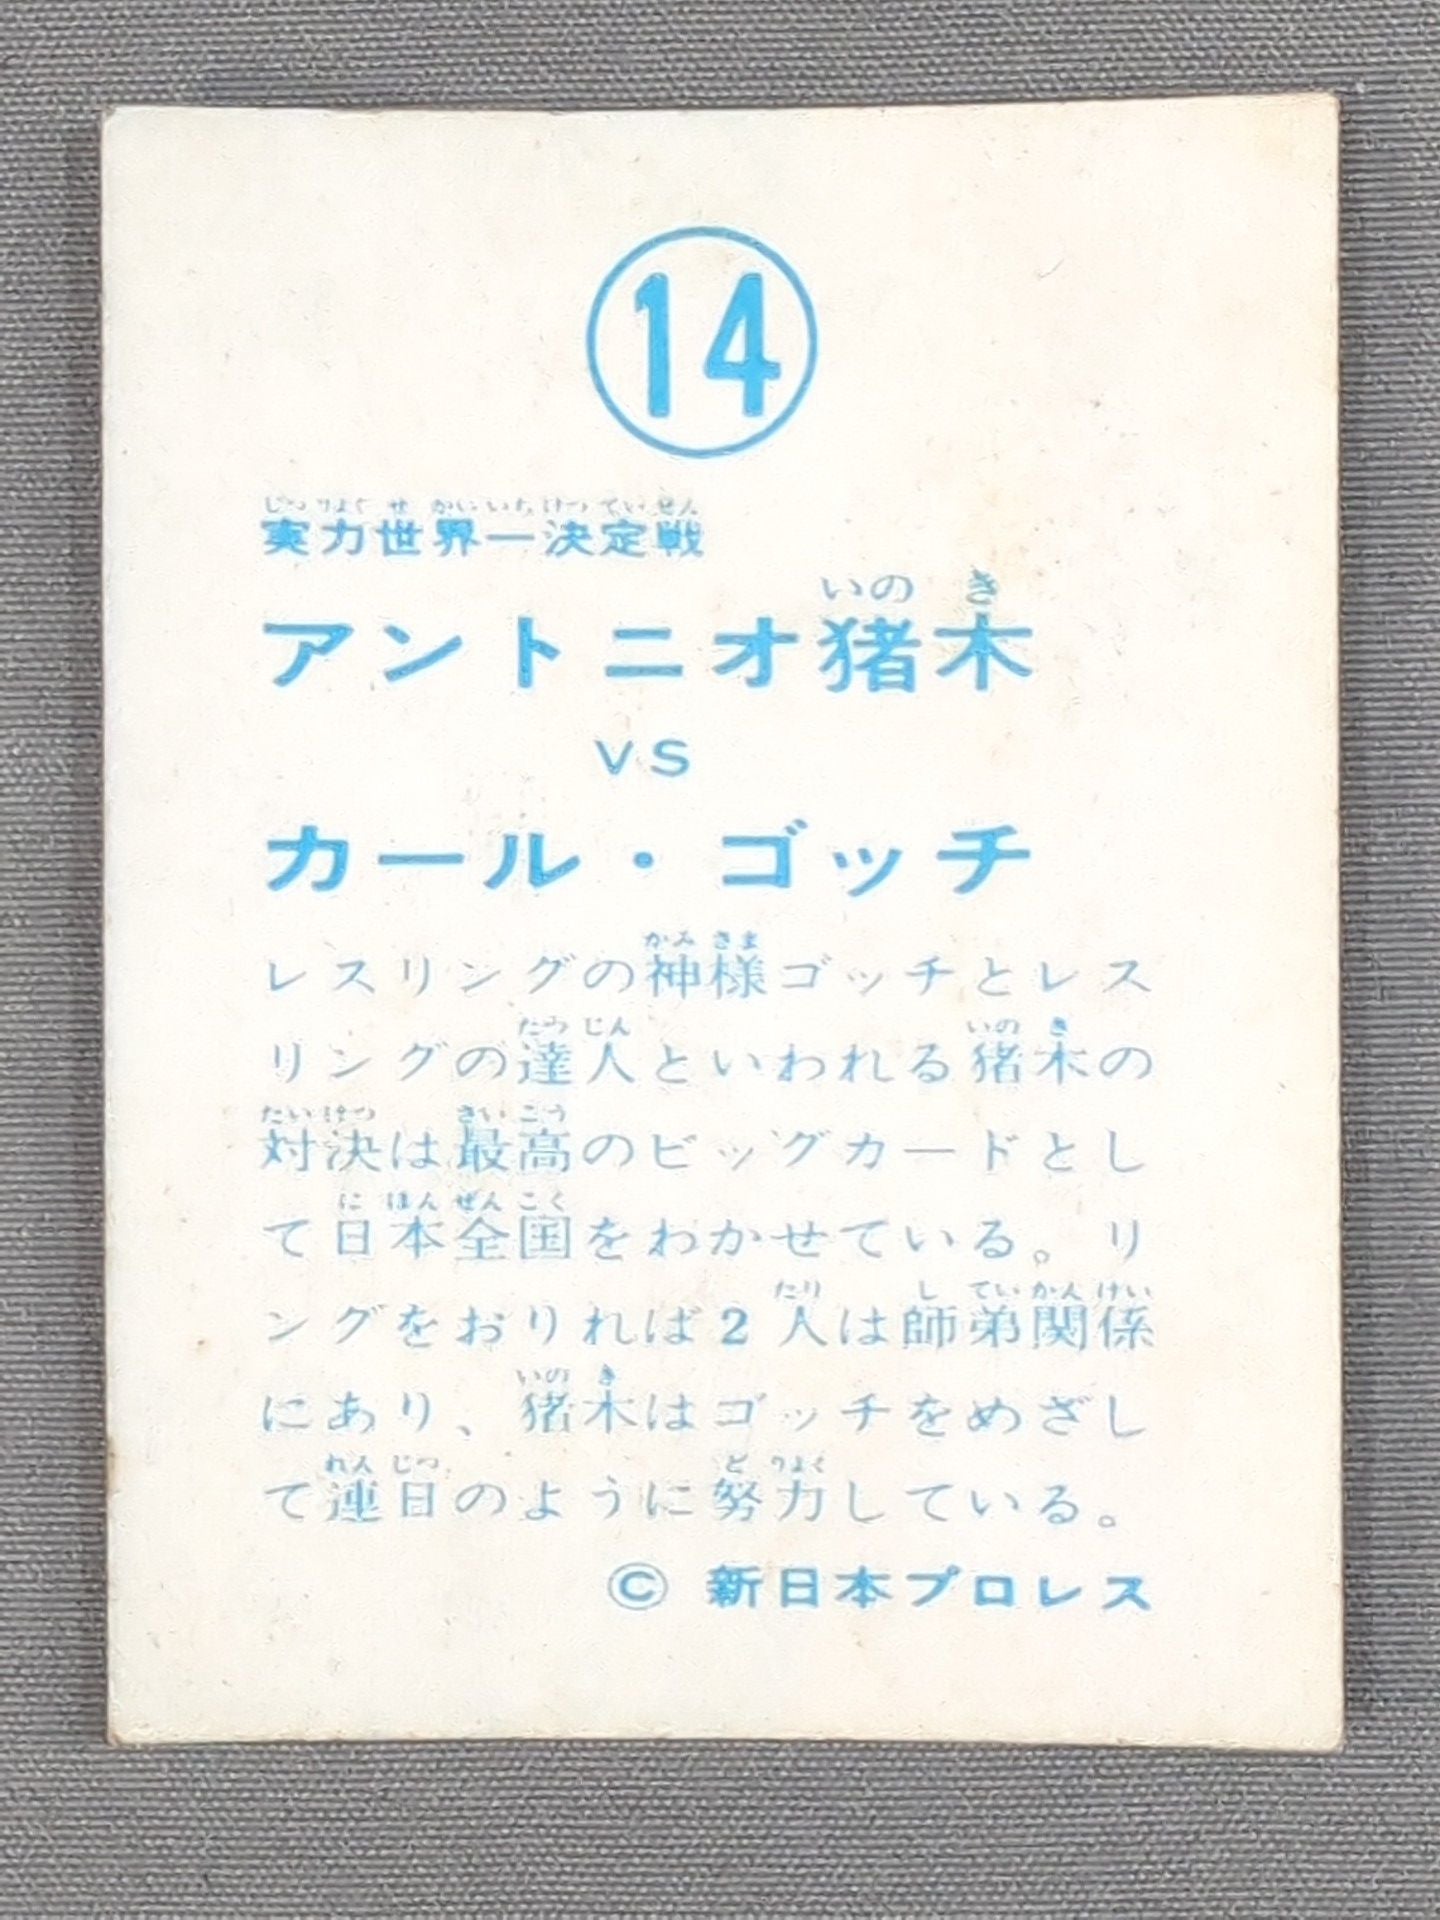 14
じつりよくせかいいちけつていせん
実力世界一決定戦
いのき
アントニオ猪木
vs
カール・ゴッチ
かみさま
レスリングの神様ゴッチとレス
たつじん いのき
リングの達人といわれる猪木の
たいけつ さいこう
対決は最高のビッグカードとし
にほんぜんこく
て日本全国をわかせている。リ
たり していかんけい
ングをおりれば2人は師弟関係
いのき
にあり、猪木はゴッチをめざし
れんじつ どりよく
て連日のように努力している。
© 新日本プロレス